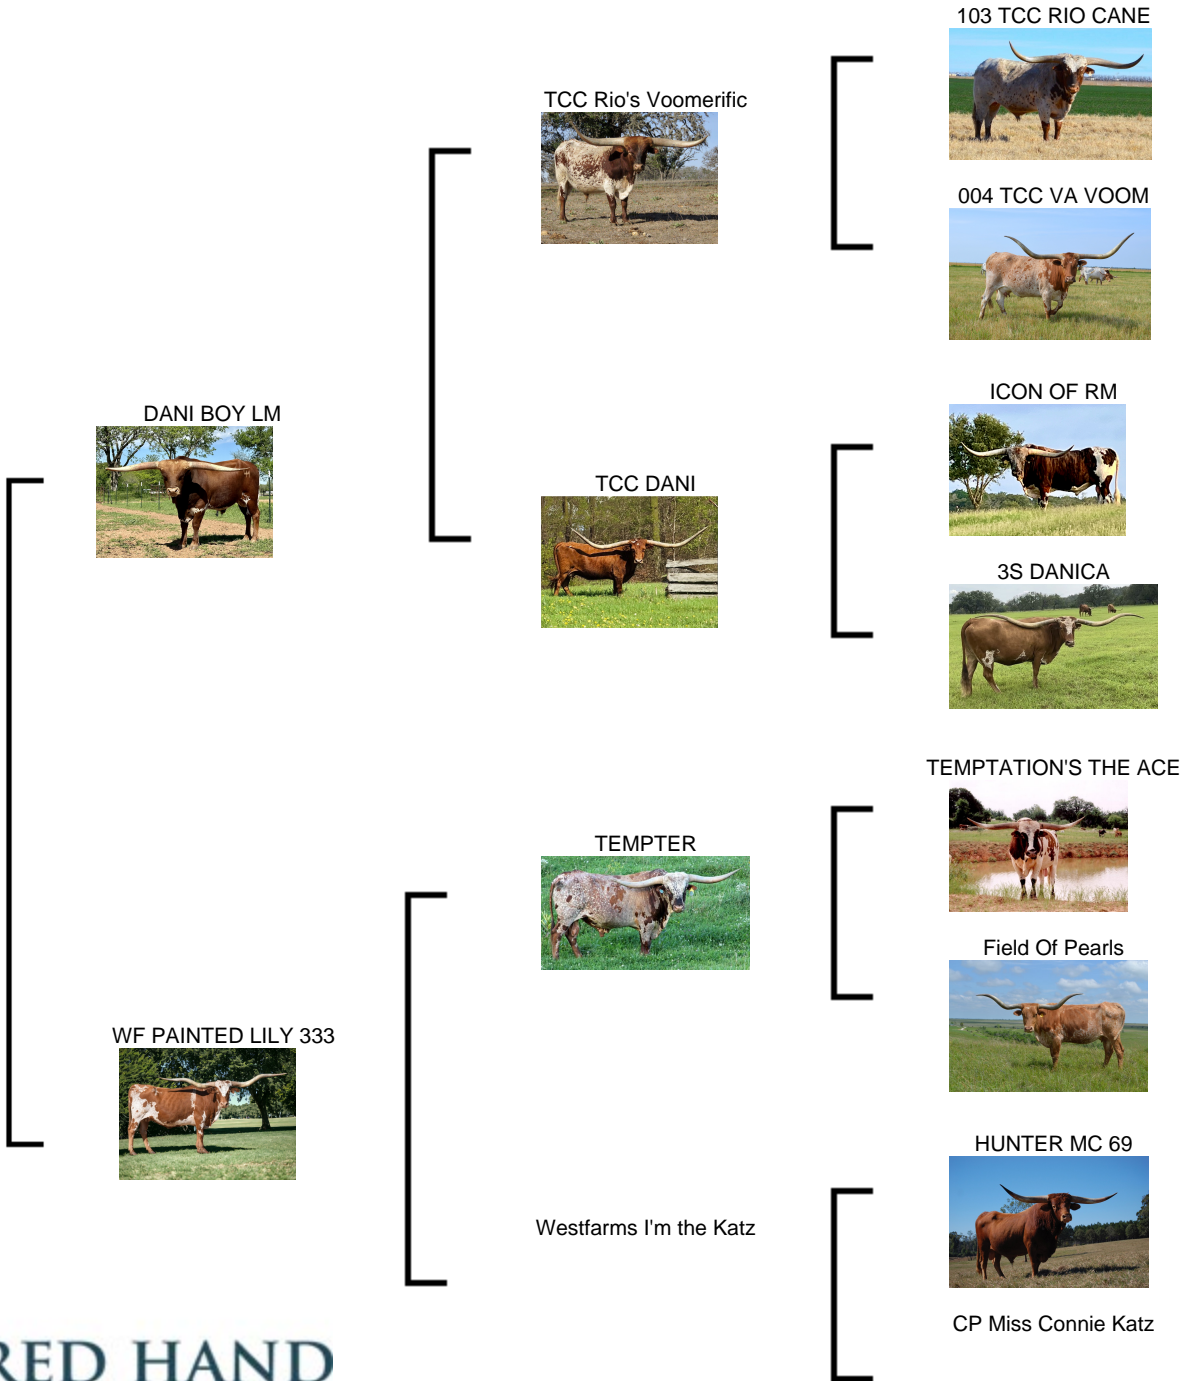 103 TCC RIO CANE
TCC Rio's Voomerific
004 TCC VA VOOM
DANI BOY LM
ICON OF RM
TCC DANI
3S DANICA
TEMPTATION'S THE ACE
TEMPTER
Field Of Pearls
WF PAINTED LILY 333
HUNTER MC 69
Westfarms I'm the Katz
CP Miss Connie Katz
RED HAND